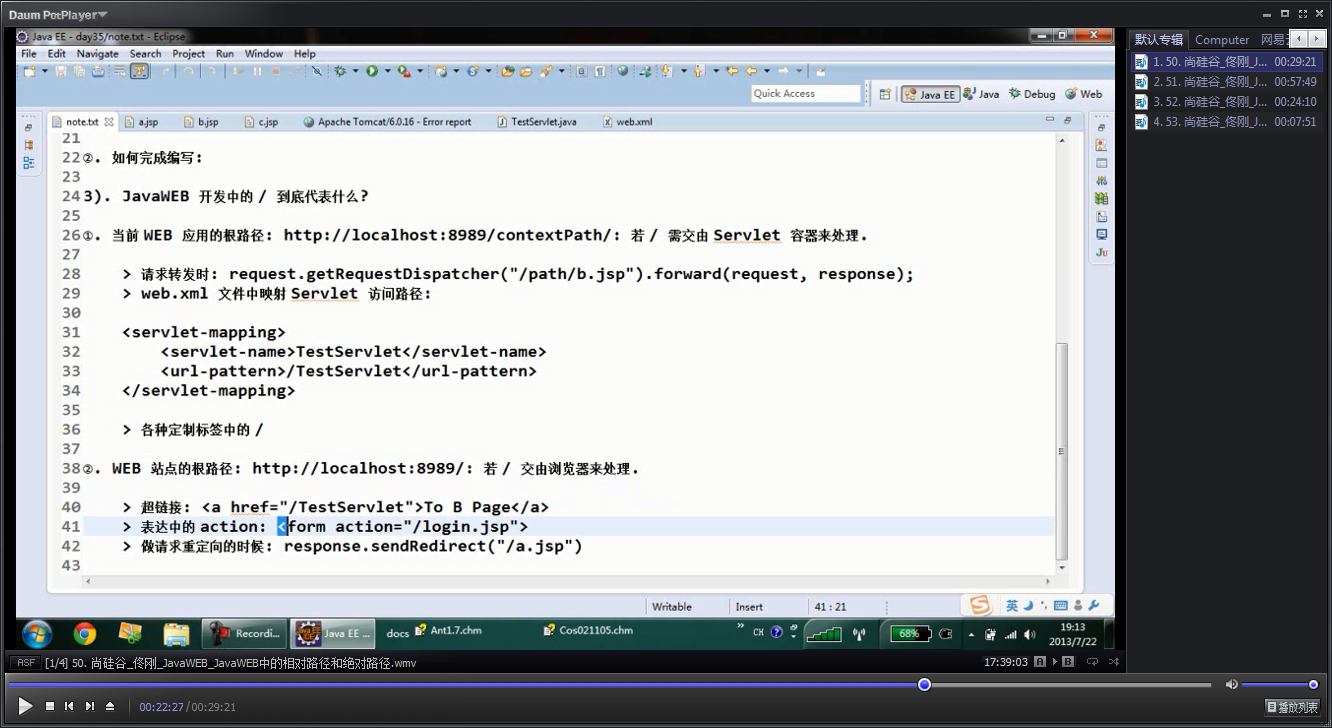 Daum PotPlayer
Java EE - day35/note.txt - Eclipse
File Edit Navigate Search Project Run Window Help
Quick Access
Java EE Java Debug Web
note.txt a.jsp b.jsp c.jsp Apache Tomcat/6.0.16 - Error report TestServlet.java web.xml
21
22 ②. 如何完成编写:
23
24 3). JavaWEB 开发中的 / 到底代表什么?
25
26 ①. 当前 WEB 应用的根路径: http://localhost:8989/contextPath/: 若 / 需交由 Servlet 容器来处理.
27
28 > 请求转发时: request.getRequestDispatcher("/path/b.jsp").forward(request, response);
29 > web.xml 文件中映射 Servlet 访问路径:
30
31 <servlet-mapping>
32 <servlet-name>TestServlet</servlet-name>
33 <url-pattern>/TestServlet</url-pattern>
34 </servlet-mapping>
35
36 > 各种定制标签中的 /
37
38 ②. WEB 站点的根路径: http://localhost:8989/: 若 / 交由浏览器来处理.
39
40 > 超链接: <a href="/TestServlet">To B Page</a>
41 > 表达中的 action: <form action="/login.jsp">
42 > 做请求重定向的时候: response.sendRedirect("/a.jsp")
43
Writable Insert 41 : 21
英
Recordi... Java EE ... docs Ant1.7.chm Cos021105.chm
CH 68% 19:13
2013/7/22
默认专辑 Computer 网易
1. 50. 尚硅谷_佟刚_J... 00:29:21
2. 51. 尚硅谷_佟刚_J... 00:57:49
3. 52. 尚硅谷_佟刚_J... 00:24:10
4. 53. 尚硅谷_佟刚_J... 00:07:51
ASF [1/4] 50. 尚硅谷_佟刚_JavaWEB_JavaWEB中的相对路径和绝对路径.wmv
17:39:03 A B
00:22:27/00:29:21
播放列表